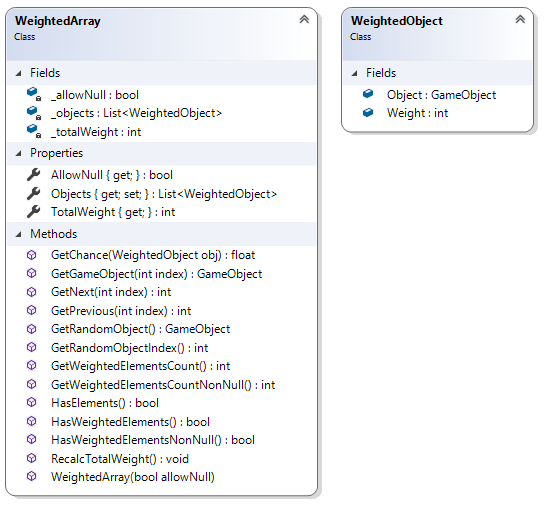 WeightedArray
Class
Fields
_allowNull : bool
_objects : List<WeightedObject>
_totalWeight : int
Properties
AllowNull { get; } : bool
Objects { get; set; } : List<WeightedObject>
TotalWeight { get; } : int
Methods
GetChance(WeightedObject obj) : float
GetGameObject(int index) : GameObject
GetNext(int index) : int
GetPrevious(int index) : int
GetRandomObject() : GameObject
GetRandomObjectIndex() : int
GetWeightedElementsCount() : int
GetWeightedElementsCountNonNull() : int
HasElements() : bool
HasWeightedElements() : bool
HasWeightedElementsNonNull() : bool
RecalcTotalWeight() : void
WeightedArray(bool allowNull)
WeightedObject
Class
Fields
Object : GameObject
Weight : int